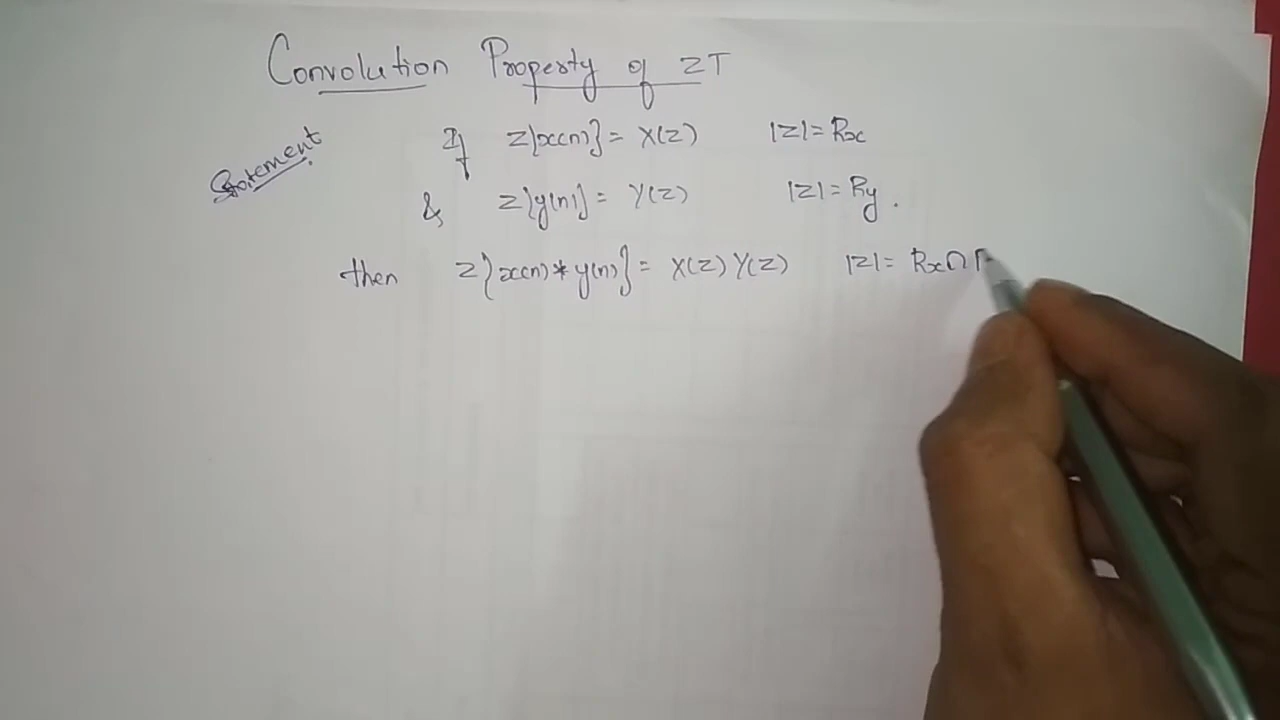 Convolution Property of ZT
Statement
If Z{x(n)} = X(Z) |Z| = Rx
& Z{y(n)} = Y(Z) |Z| = Ry.
then Z{x(n) * y(n)} = X(Z) Y(Z) |Z| = Rx ∩